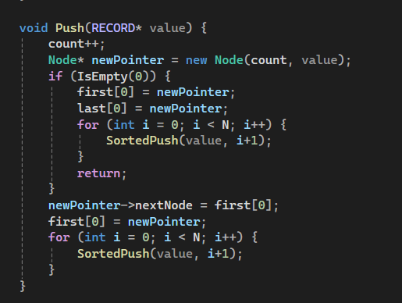 void Push(RECORD* value) {
    count++;
    Node* newPointer = new Node(count, value);
    if (IsEmpty(0)) {
        first[0] = newPointer;
        last[0] = newPointer;
        for (int i = 0; i < N; i++) {
            SortedPush(value, i+1);
        }
        return;
    }
    newPointer->nextNode = first[0];
    first[0] = newPointer;
    for (int i = 0; i < N; i++) {
        SortedPush(value, i+1);
    }
}